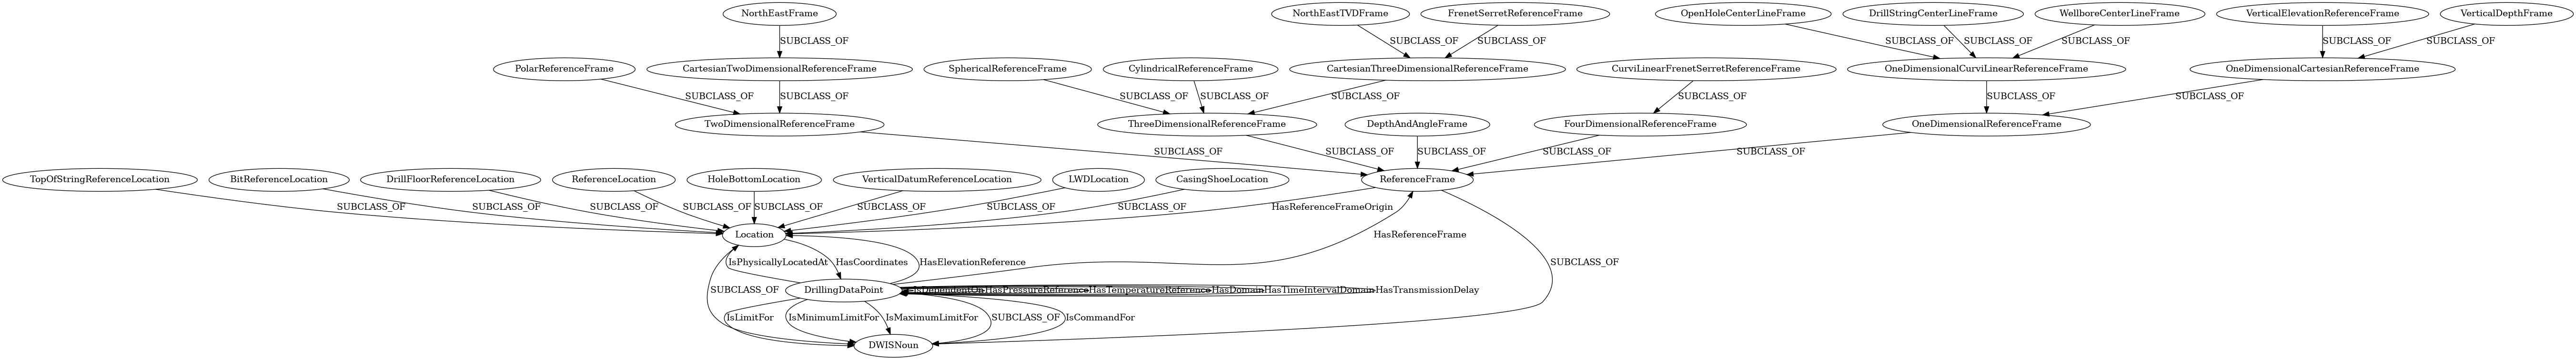 NorthEastFrame
NorthEastTVDFrame
FrenetSerretReferenceFrame
OpenHoleCenterLineFrame
DrillStringCenterLineFrame
WellboreCenterLineFrame
VerticalElevationReferenceFrame
VerticalDepthFrame
SUBCLASS_OF
SUBCLASS_OF
SUBCLASS_OF
SUBCLASS_OF
SUBCLASS_OF
SUBCLASS_OF
SUBCLASS_OF
SUBCLASS_OF
PolarReferenceFrame
CartesianTwoDimensionalReferenceFrame
SphericalReferenceFrame
CylindricalReferenceFrame
CartesianThreeDimensionalReferenceFrame
CurviLinearFrenetSerretReferenceFrame
OneDimensionalCurviLinearReferenceFrame
OneDimensionalCartesianReferenceFrame
SUBCLASS_OF
SUBCLASS_OF
SUBCLASS_OF
SUBCLASS_OF
SUBCLASS_OF
SUBCLASS_OF
SUBCLASS_OF
SUBCLASS_OF
TwoDimensionalReferenceFrame
ThreeDimensionalReferenceFrame
DepthAndAngleFrame
FourDimensionalReferenceFrame
OneDimensionalReferenceFrame
SUBCLASS_OF
SUBCLASS_OF
SUBCLASS_OF
SUBCLASS_OF
SUBCLASS_OF
TopOfStringReferenceLocation
BitReferenceLocation
DrillFloorReferenceLocation
ReferenceLocation
HoleBottomLocation
VerticalDatumReferenceLocation
LWDLocation
CasingShoeLocation
ReferenceFrame
SUBCLASS_OF
SUBCLASS_OF
SUBCLASS_OF
SUBCLASS_OF
SUBCLASS_OF
SUBCLASS_OF
SUBCLASS_OF
SUBCLASS_OF
HasReferenceFrameOrigin
Location
HasReferenceFrame
IsPhysicallyLocatedAt
HasCoordinates
HasElevationReference
SUBCLASS_OF
SUBCLASS_OF
DrillingDataPoint
IsDependentOn
HasPressureReference
HasTemperatureReference
HasDomain
HasTimeIntervalDomain
HasTransmissionDelay
IsLimitFor
IsMinimumLimitFor
IsMaximumLimitFor
SUBCLASS_OF
IsCommandFor
DWISNoun